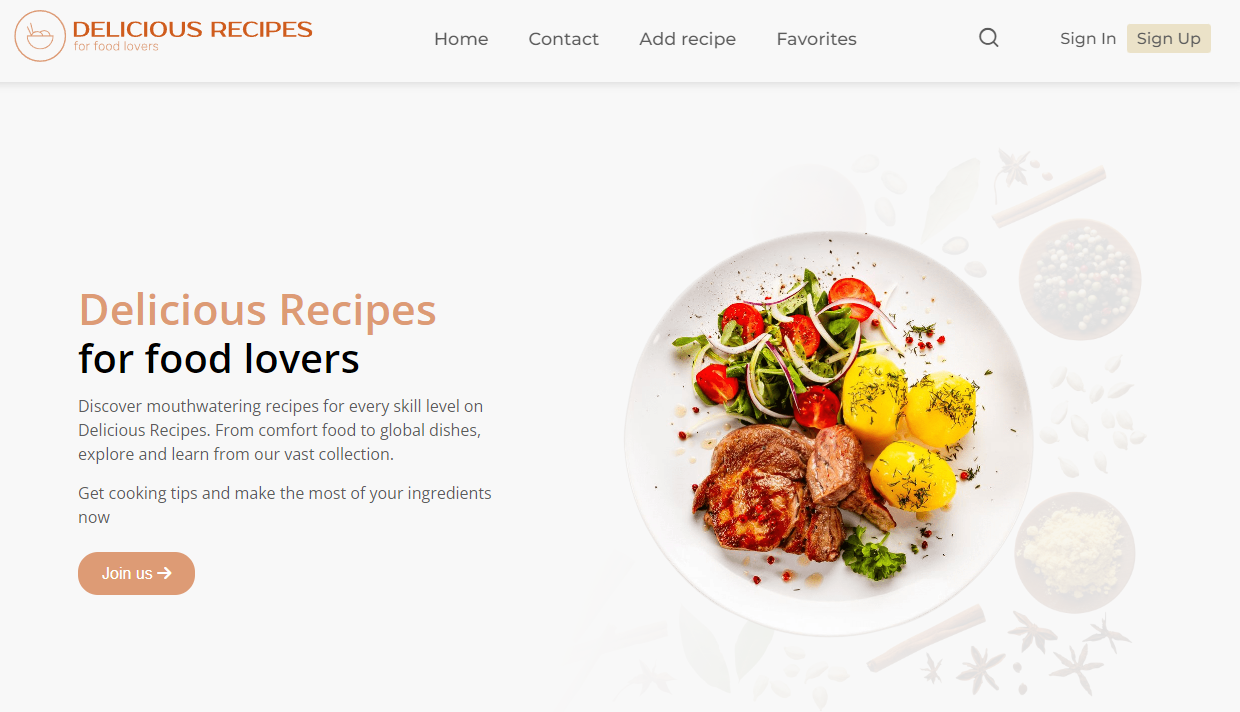 DELICIOUS RECIPES
for food lovers
Home Contact Add recipe Favorites Sign In Sign Up
Delicious Recipes
for food lovers
Discover mouthwatering recipes for every skill level on
Delicious Recipes. From comfort food to global dishes,
explore and learn from our vast collection.
Get cooking tips and make the most of your ingredients
now
Join us →